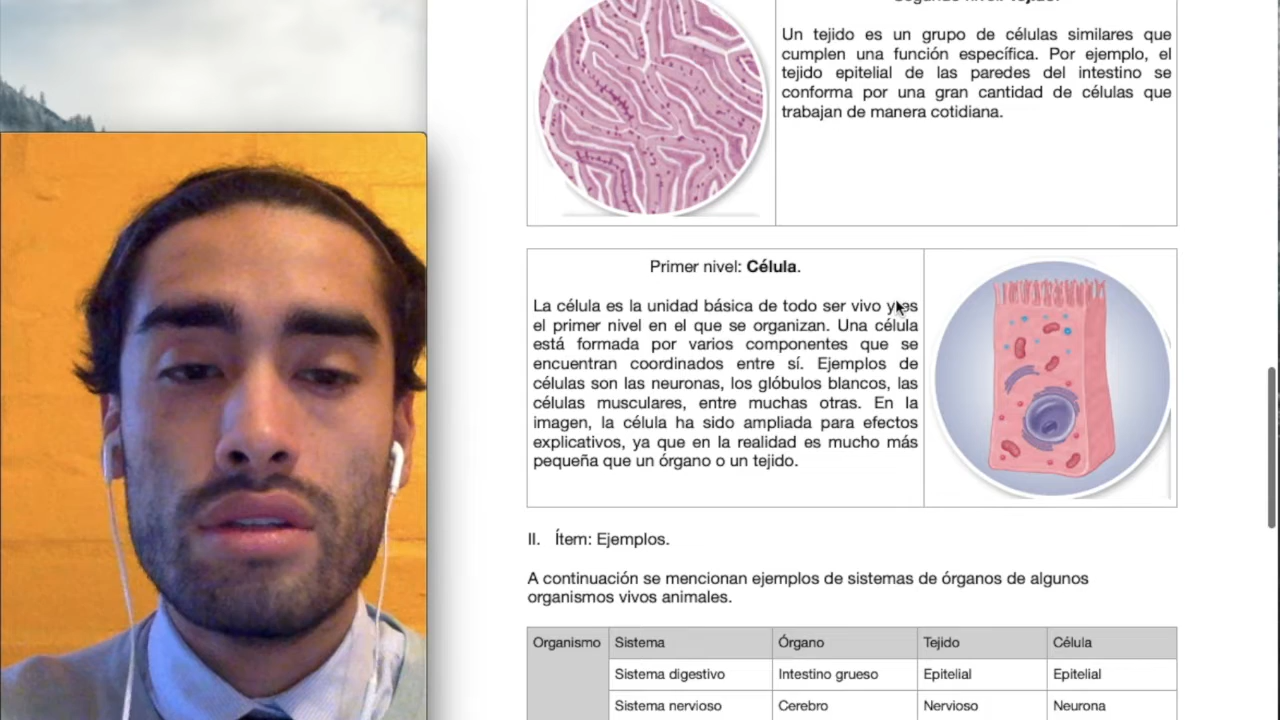 Segundo nivel: Tejido.
Un tejido es un grupo de células similares que
cumplen una función específica. Por ejemplo, el
tejido epitelial de las paredes del intestino se
conforma por una gran cantidad de células que
trabajan de manera cotidiana.
Primer nivel: Célula.
La célula es la unidad básica de todo ser vivo y es
el primer nivel en el que se organizan. Una célula
está formada por varios componentes que se
encuentran coordinados entre sí. Ejemplos de
células son las neuronas, los glóbulos blancos, las
células musculares, entre muchas otras. En la
imagen, la célula ha sido ampliada para efectos
explicativos, ya que en la realidad es mucho más
pequeña que un órgano o un tejido.
II. Ítem: Ejemplos.
A continuación se mencionan ejemplos de sistemas de órganos de algunos
organismos vivos animales.
Organismo Sistema Órgano Tejido Célula
Sistema digestivo Intestino grueso Epitelial Epitelial
Sistema nervioso Cerebro Nervioso Neurona